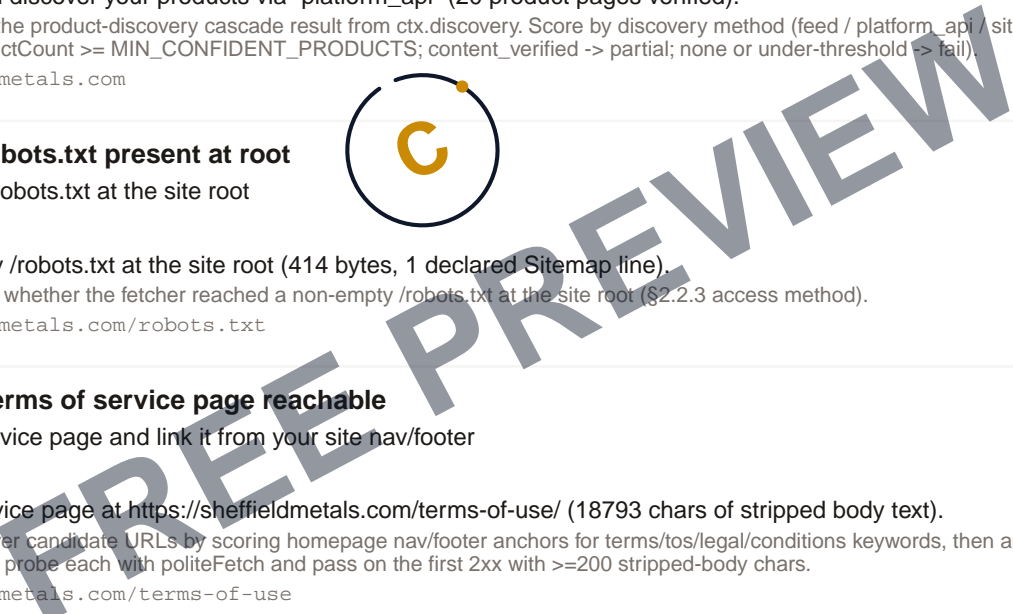 discover your products via "platform_api" (20 product pages verified).
the product-discovery cascade result from ctx.discovery. Score by discovery method (feed / platform_api / sit
ctCount >= MIN_CONFIDENT_PRODUCTS; content_verified -> partial; none or under-threshold -> fail).
metals.com
C
bots.txt present at root
obots.txt at the site root
y /robots.txt at the site root (414 bytes, 1 declared Sitemap line).
whether the fetcher reached a non-empty /robots.txt at the site root (§2.2.3 access method).
metals.com/robots.txt
erms of service page reachable
vice page and link it from your site nav/footer
vice page at https://sheffieldmetals.com/terms-of-use/ (18793 chars of stripped body text).
er candidate URLs by scoring homepage nav/footer anchors for terms/tos/legal/conditions keywords, then a
probe each with politeFetch and pass on the first 2xx with >=200 stripped-body chars.
metals.com/terms-of-use
FREE PREVIEW